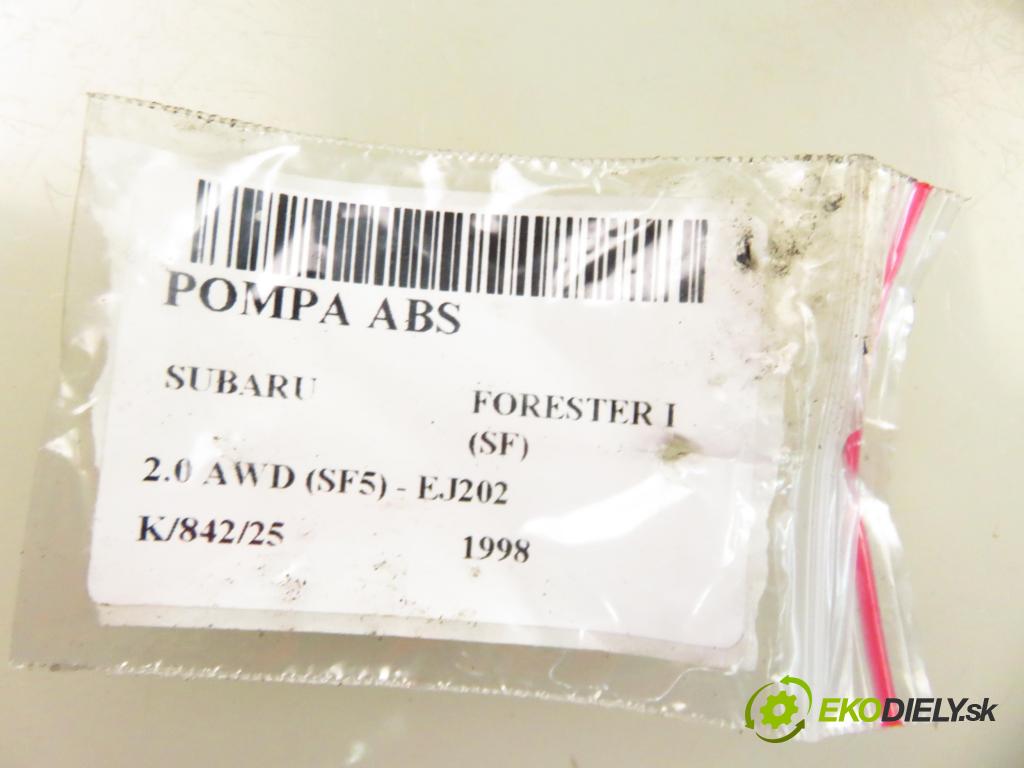 POMPA ABS
SUBARU
FORESTER I
(SF)
2.0 AWD (SF5) - EJ202
K/842/25
1998
EKODIELY.sk